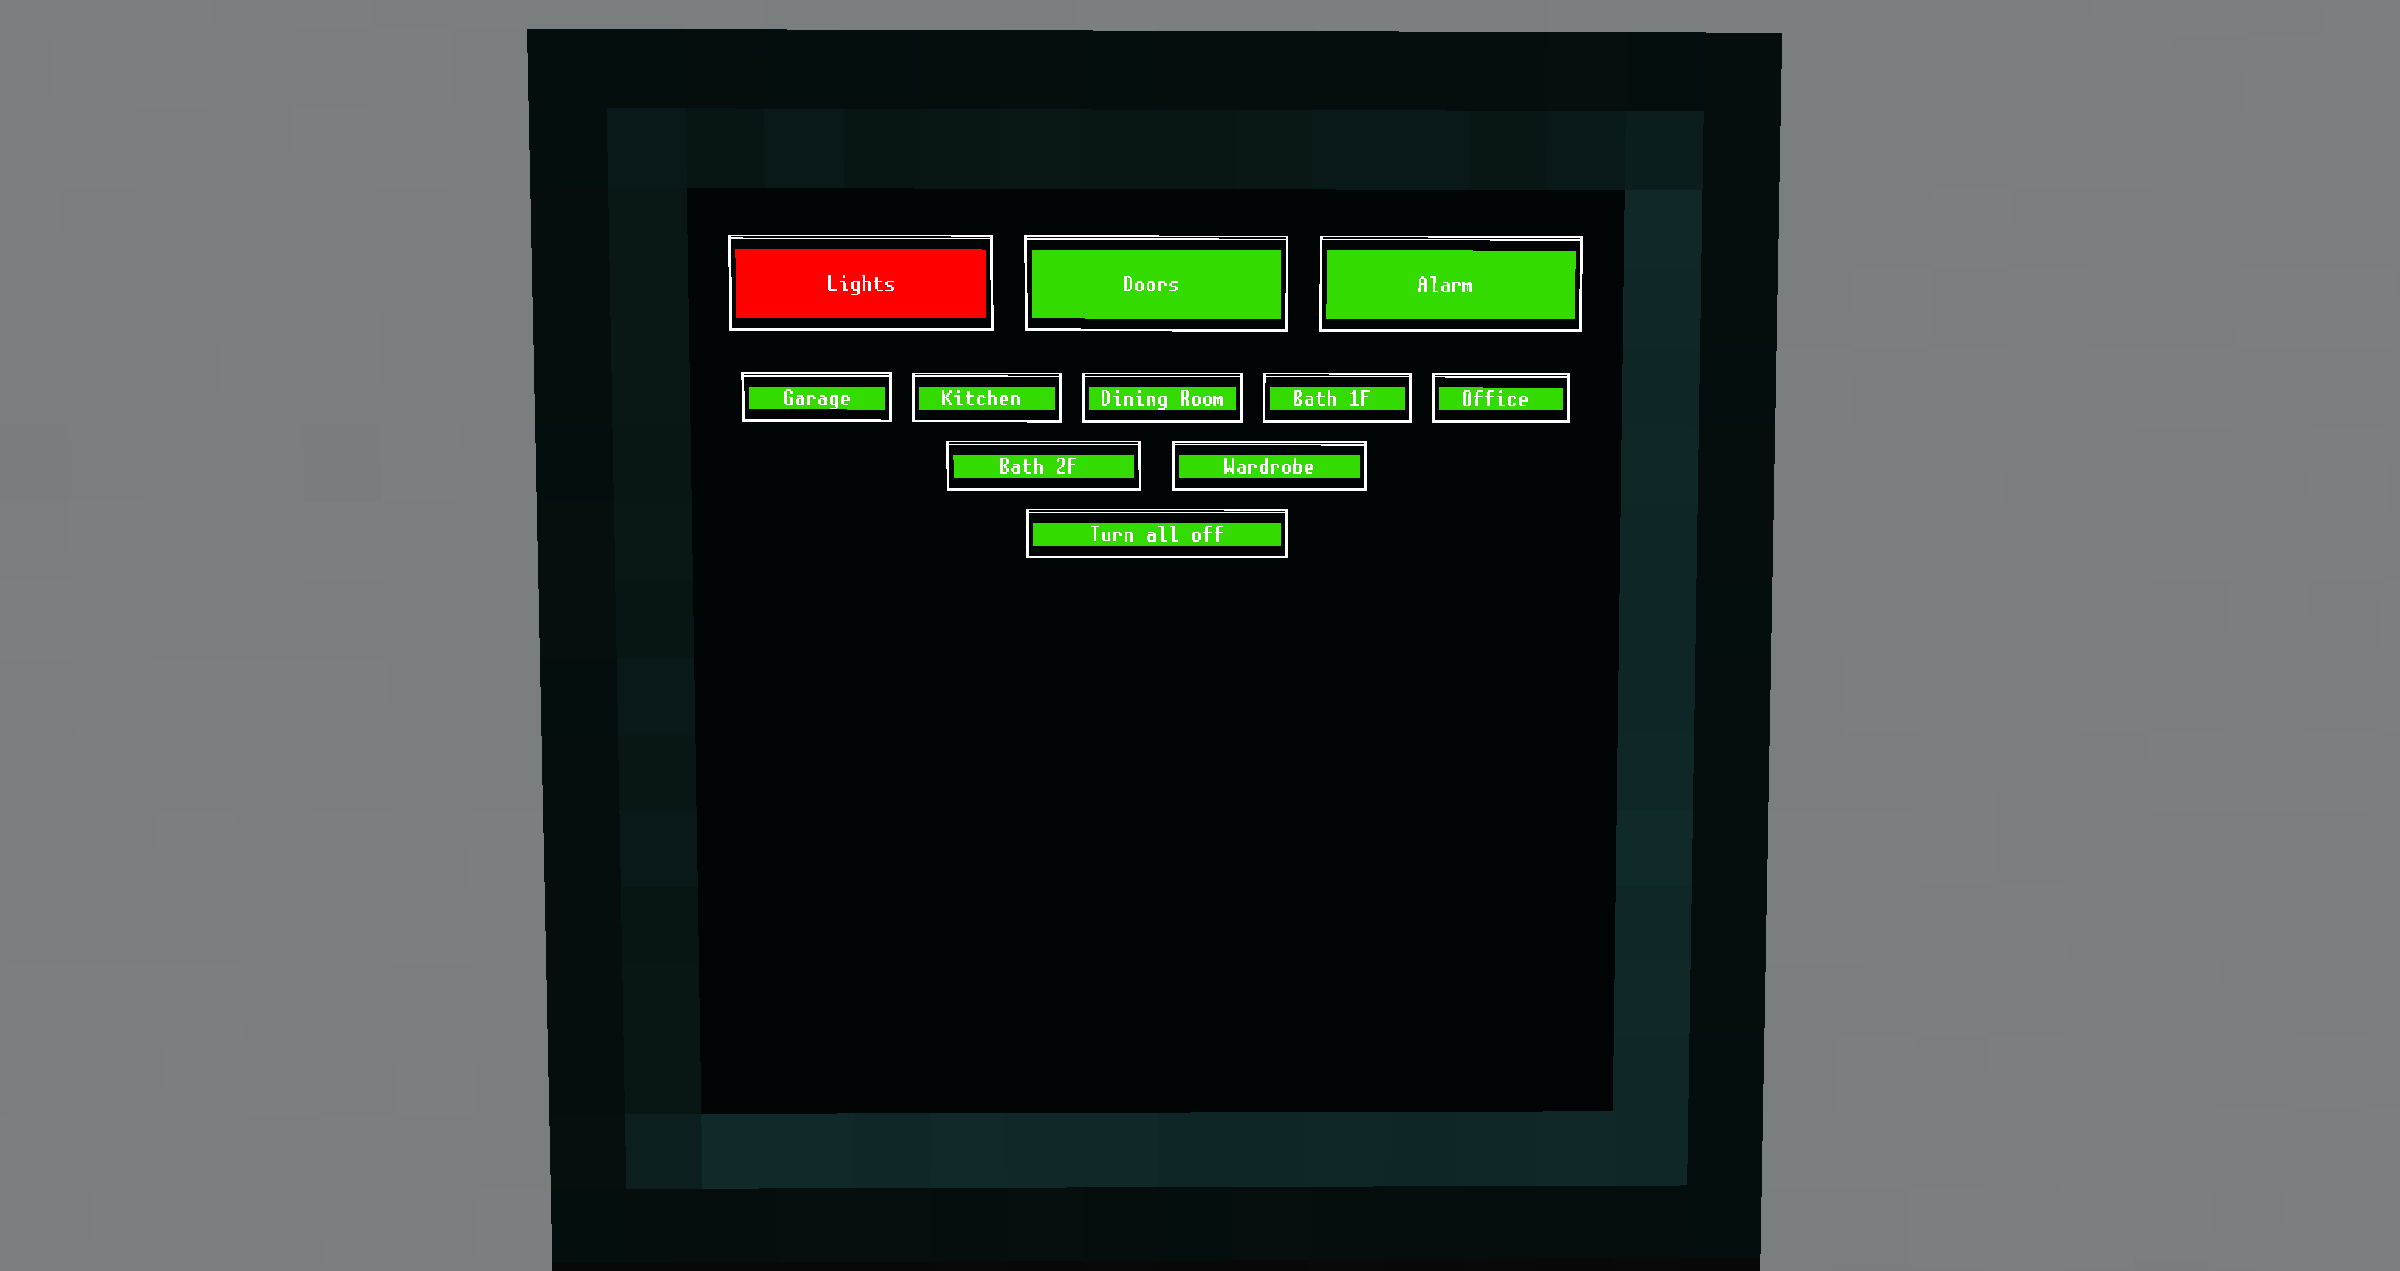 Lights Doors Alarm
Garage Kitchen Dining Room Bath 1F Office
Bath 2F Wardrobe
Turn all off